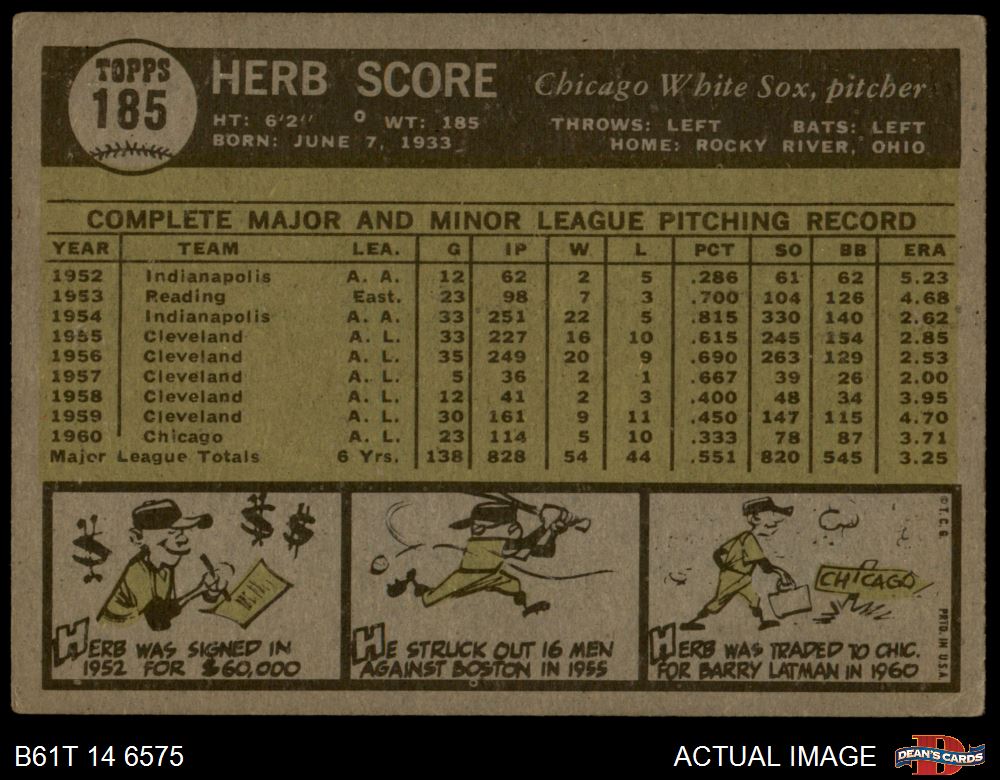 TOPPS
185
HERB SCORE Chicago White Sox, pitcher
HT: 6'2" ° WT: 185 THROWS: LEFT BATS: LEFT
BORN: JUNE 7, 1933 HOME: ROCKY RIVER, OHIO
COMPLETE MAJOR AND MINOR LEAGUE PITCHING RECORD
YEAR TEAM LEA. G IP W L PCT SO BB ERA
1952 Indianapolis A. A. 12 62 2 5 .286 61 62 5.23
1953 Reading East. 23 98 7 3 .700 104 126 4.68
1954 Indianapolis A. A. 33 251 22 5 .815 330 140 2.62
1955 Cleveland A. L. 33 227 16 10 .615 245 154 2.85
1956 Cleveland A. L. 35 249 20 9 .690 263 129 2.53
1957 Cleveland A. L. 5 36 2 1 .667 39 26 2.00
1958 Cleveland A. L. 12 41 2 3 .400 48 34 3.95
1959 Cleveland A. L. 30 161 9 11 .450 147 115 4.70
1960 Chicago A. L. 23 114 5 10 .333 78 87 3.71
Major League Totals 6 Yrs. 138 828 54 44 .551 820 545 3.25
$ $ $
HERB WAS SIGNED IN
1952 FOR $60,000
HE STRUCK OUT 16 MEN
AGAINST BOSTON IN 1955
CHICAGO
HERB WAS TRADED TO CHIC.
FOR BARRY LATMAN IN 1960
© T. C. G. PRTD. IN U.S.A.
B61T 14 6575
ACTUAL IMAGE
DEAN'S CARDS